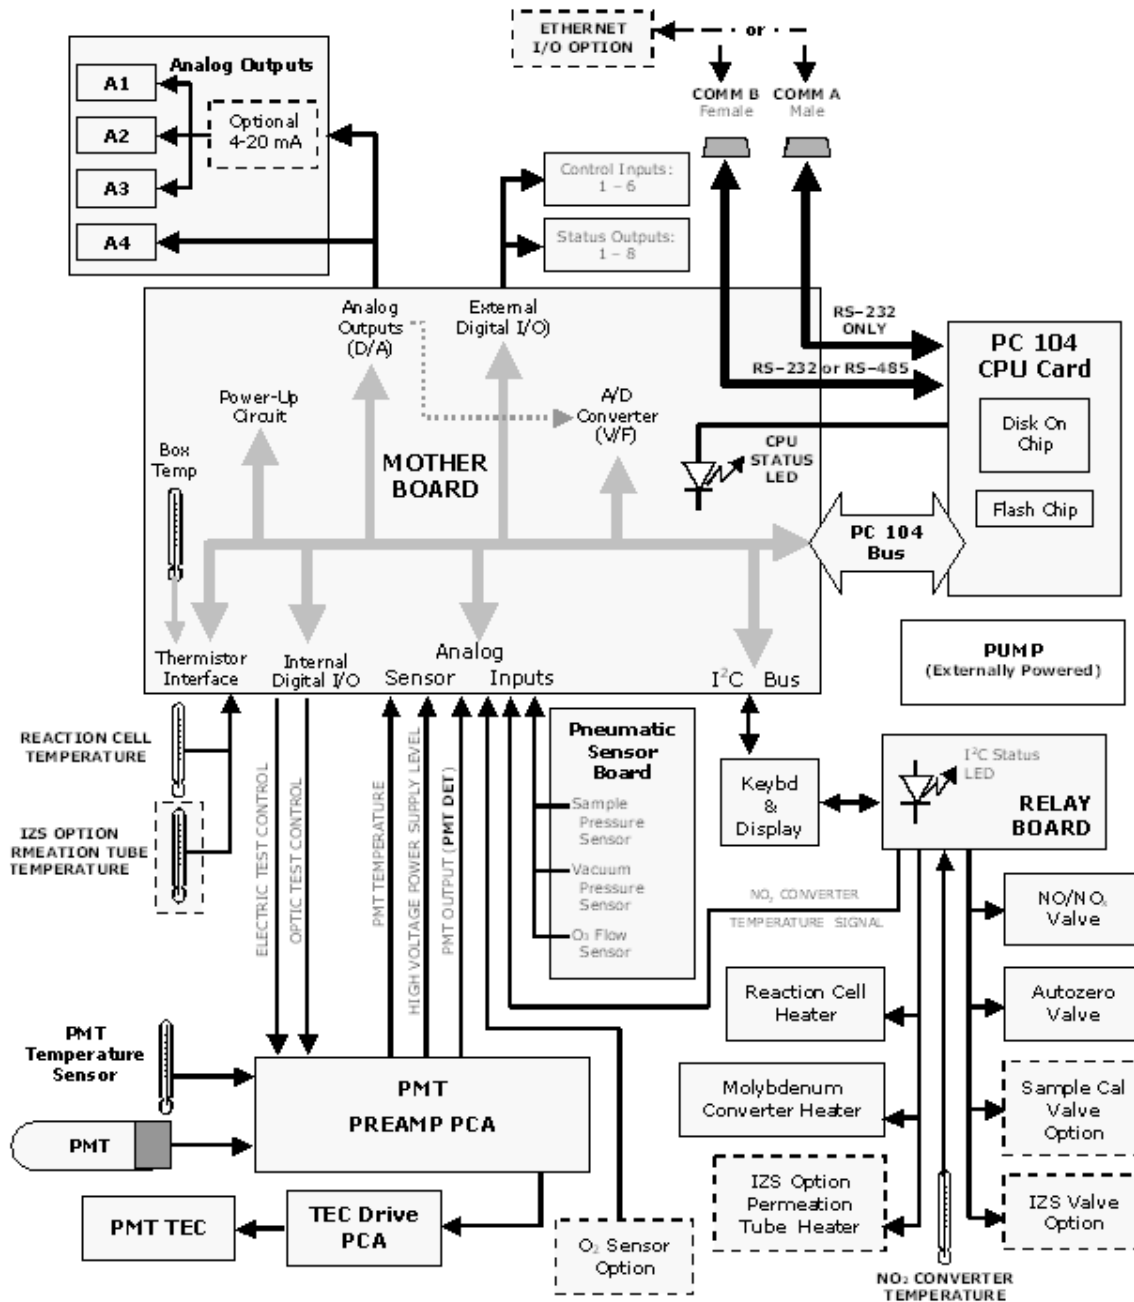 ETHERNET
I/O OPTION
or
COMM B
Female
COMM A
Male
Analog Outputs
A1
A2
A3
A4
Optional
4-20 mA
Control Inputs:
1 – 6
Status Outputs:
1 – 8
Analog
Outputs
(D/A)
External
Digital I/O)
RS-232
ONLY
RS-232 or RS-485
PC 104
CPU Card
Disk On
Chip
Flash Chip
Power-Up
Circuit
A/D
Converter
(V/F)
CPU
STATUS
LED
Box
Temp
MOTHER
BOARD
PC 104
Bus
Thermistor
Interface
Internal
Digital I/O
Analog
Sensor Inputs
I²C Bus
PUMP
(Externally Powered)
REACTION CELL
TEMPERATURE
IZS OPTION
RMEATION TUBE
TEMPERATURE
ELECTRIC TEST CONTROL
OPTIC TEST CONTROL
PMT TEMPERATURE
HIGH VOLTAGE POWER SUPPLY LEVEL
PMT OUTPUT (PMT DET)
Pneumatic
Sensor
Board
Sample
Pressure
Sensor
Vacuum
Pressure
Sensor
O₃ Flow
Sensor
Keybd
&
Display
I²C Status
LED
RELAY
BOARD
NO₂ CONVERTER
TEMPERATURE SIGNAL
NO/NOₓ
Valve
Reaction Cell
Heater
Autozero
Valve
Molybdenum
Converter Heater
Sample Cal
Valve
Option
IZS Option
Permeation
Tube Heater
IZS Valve
Option
NO₂ CONVERTER
TEMPERATURE
PMT
Temperature
Sensor
PMT
PMT
PREAMP PCA
PMT TEC
TEC Drive
PCA
O₂ Sensor
Option